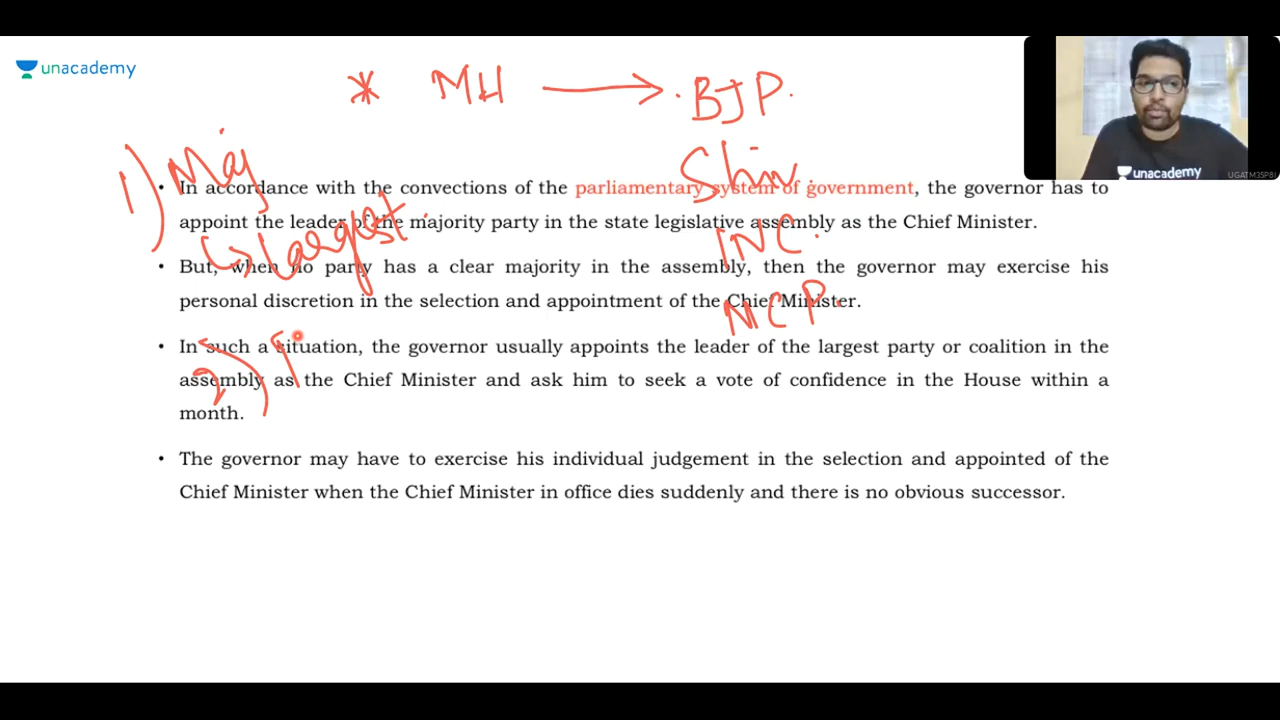 unacademy
* MH → BJP.
unacademy
UGATM3SP8I
1) Maj
Shiv
• In accordance with the convections of the parliamentary system of government, the governor has to
appoint the leader of the majority party in the state legislative assembly as the Chief Minister.
↳ largest.
INC.
• But, when no party has a clear majority in the assembly, then the governor may exercise his
personal discretion in the selection and appointment of the Chief Minister.
NCP.
2)
• In such a situation, the governor usually appoints the leader of the largest party or coalition in the
assembly as the Chief Minister and ask him to seek a vote of confidence in the House within a
month.
• The governor may have to exercise his individual judgement in the selection and appointed of the
Chief Minister when the Chief Minister in office dies suddenly and there is no obvious successor.